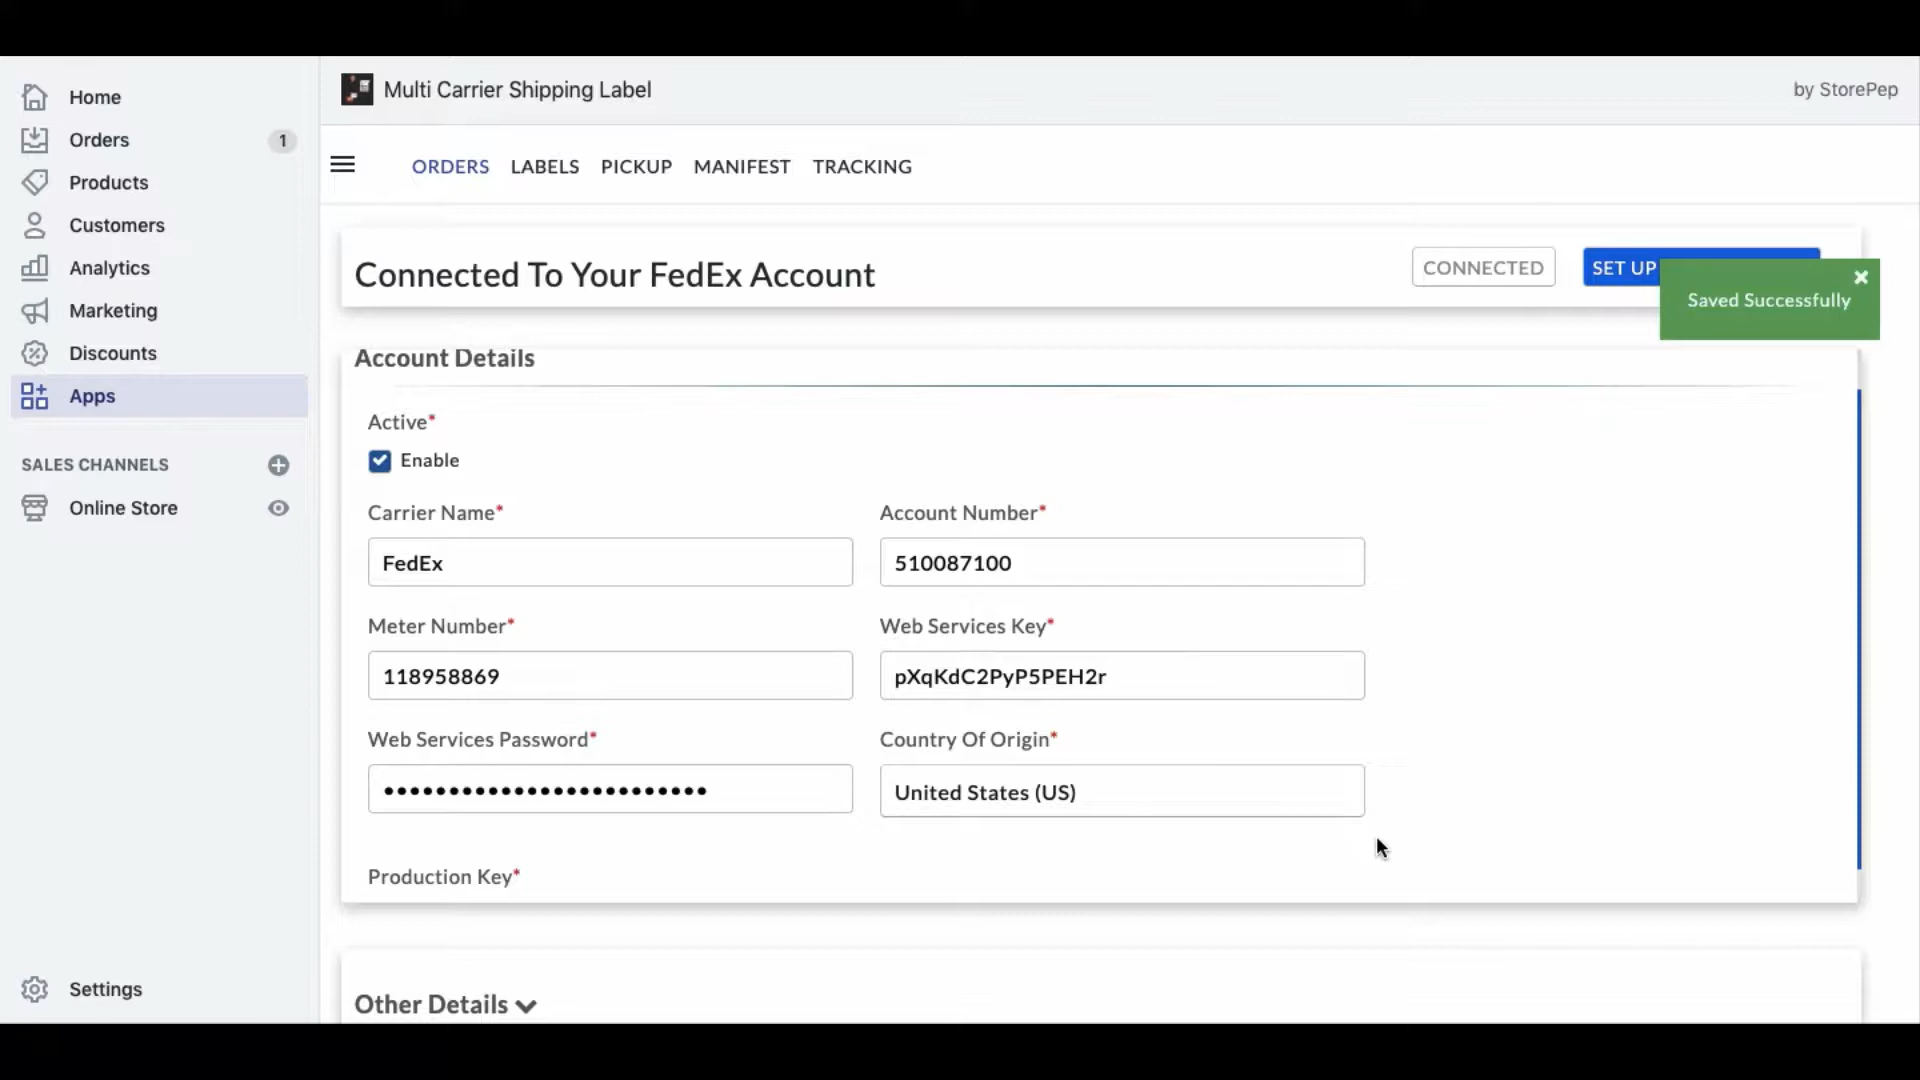 Home
Orders 1
Products
Customers
Analytics
Marketing
Discounts
Apps
SALES CHANNELS
Online Store
Settings
Multi Carrier Shipping Label
by StorePep
ORDERS LABELS PICKUP MANIFEST TRACKING
Connected To Your FedEx Account
CONNECTED
SET UP
Saved Successfully
Account Details
Active*
Enable
Carrier Name* Account Number*
FedEx 510087100
Meter Number* Web Services Key*
118958869 pXqKdC2PyP5PEH2r
Web Services Password* Country Of Origin*
United States (US)
Production Key*
Other Details